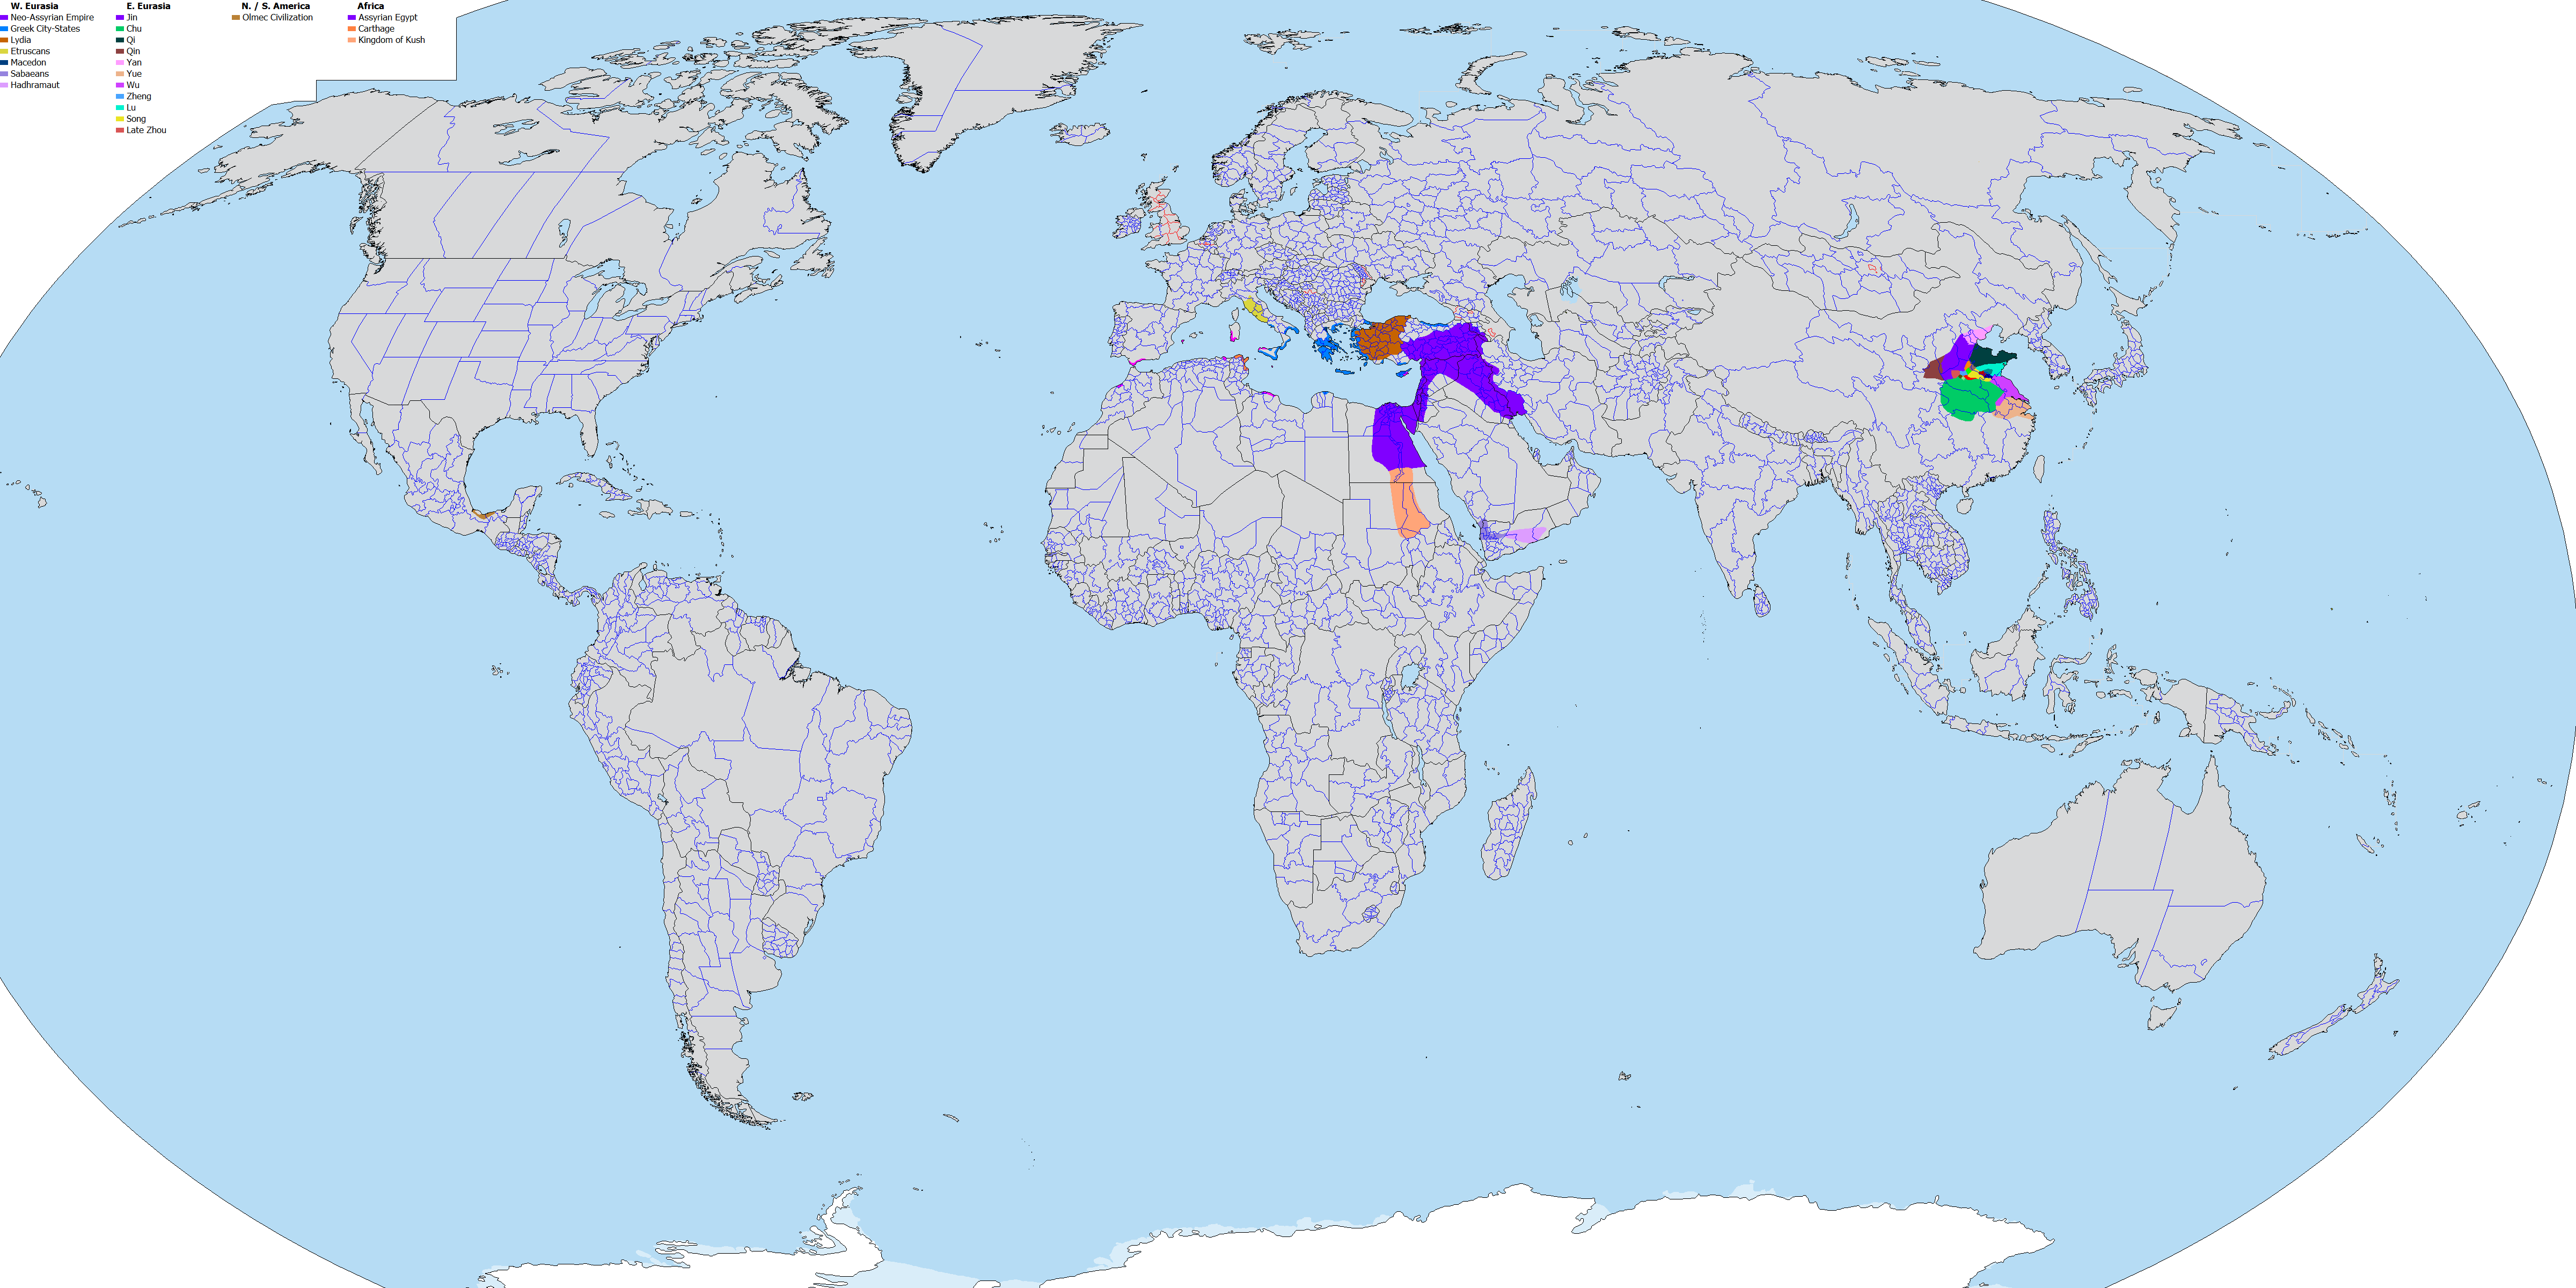 W. Eurasia
Neo-Assyrian Empire
Greek City-States
Lydia
Etruscans
Macedon
Sabaeans
Hadhramaut
E. Eurasia
Jin
Chu
Qi
Qin
Yan
Yue
Wu
Zheng
Lu
Song
Late Zhou
N. / S. America
Olmec Civilization
Africa
Assyrian Egypt
Carthage
Kingdom of Kush